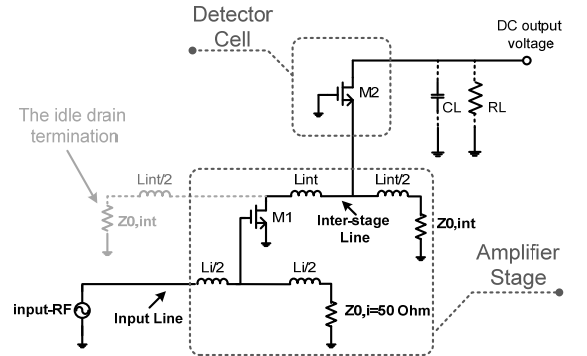 Detector
Cell
DC output
voltage
M2
CL
RL
The idle drain
termination
Lint/2
Lint
Lint/2
Z0,int
M1
Inter-stage
Line
Z0,int
Amplifier
Stage
Li/2
Li/2
input-RF
Input Line
Z0,i=50 Ohm